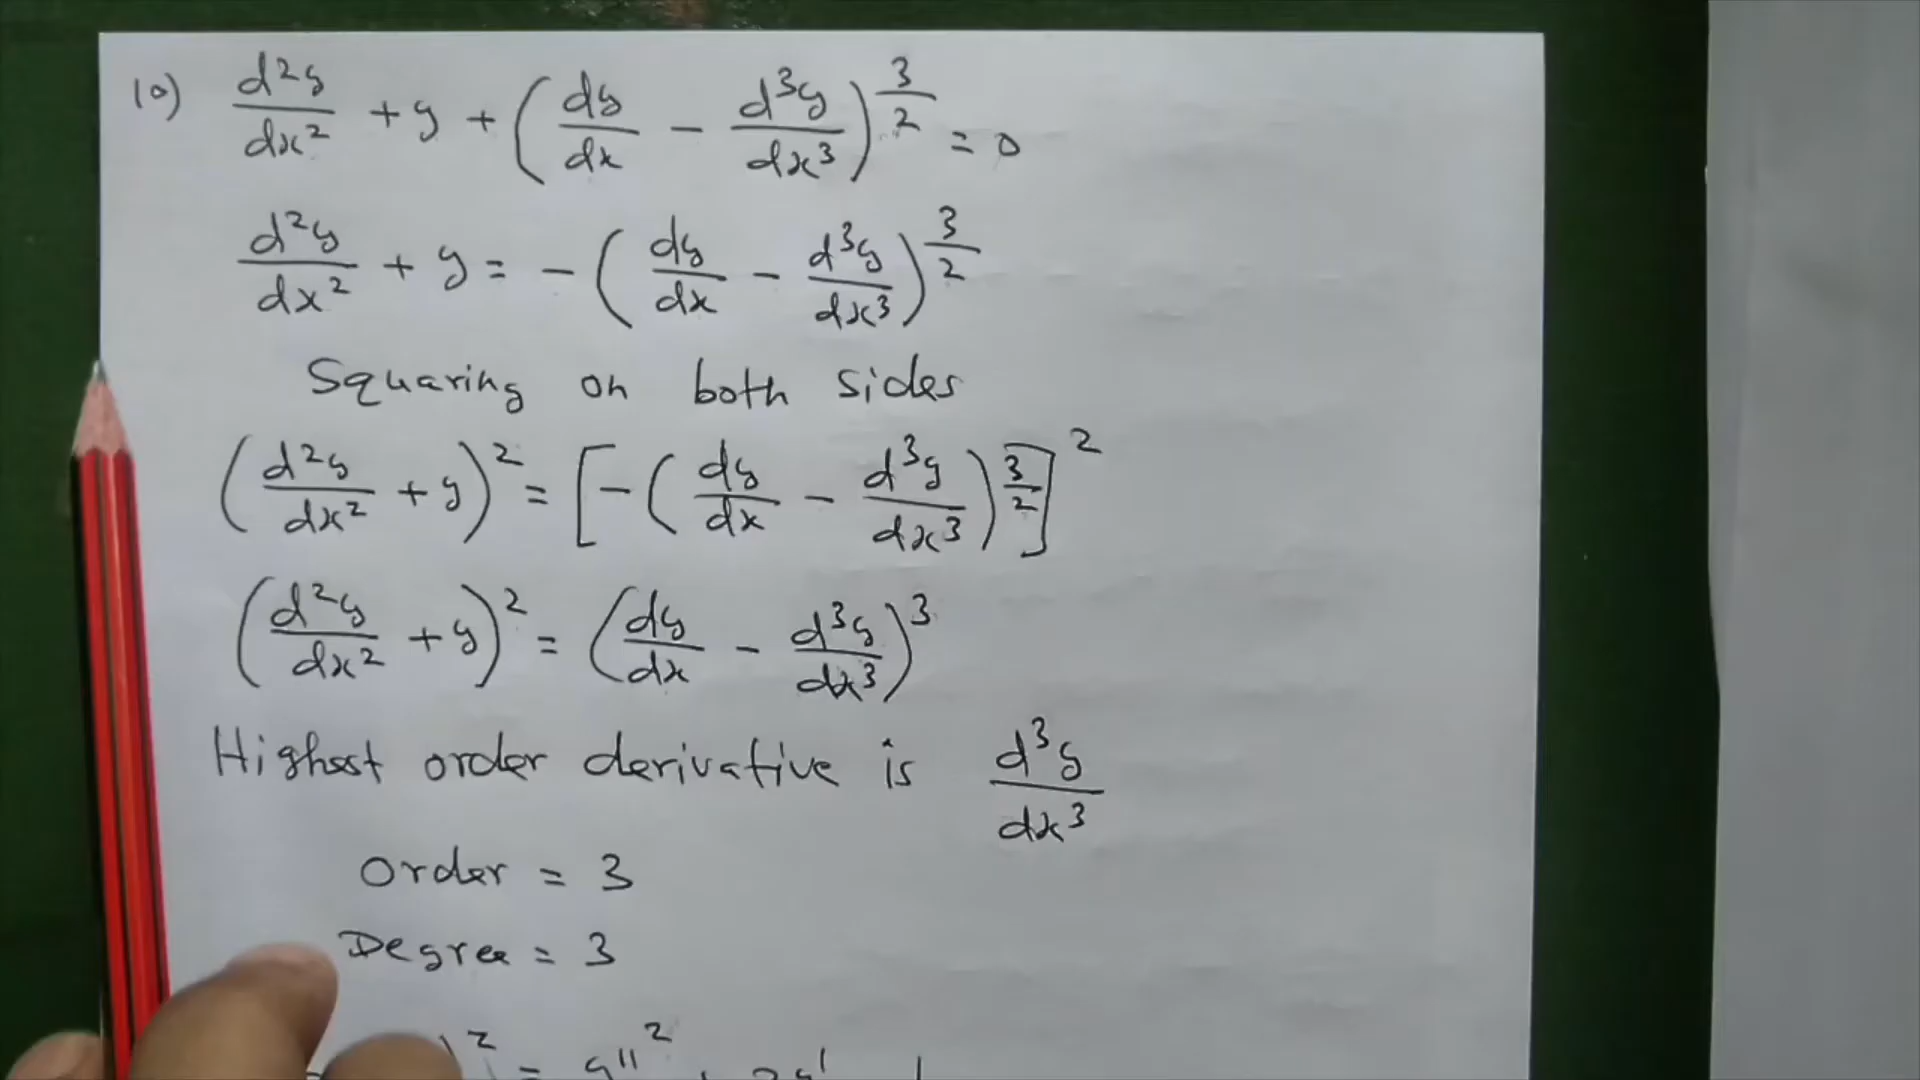 10) d²y/dx² + y + (dy/dx - d³y/dx³)^(3/2) = 0
d²y/dx² + y = -(dy/dx - d³y/dx³)^(3/2)
Squaring on both sides
(d²y/dx² + y)² = [-(dy/dx - d³y/dx³)^(3/2)]²
(d²y/dx² + y)² = (dy/dx - d³y/dx³)³
Highest order derivative is d³y/dx³
Order = 3
Degree = 3